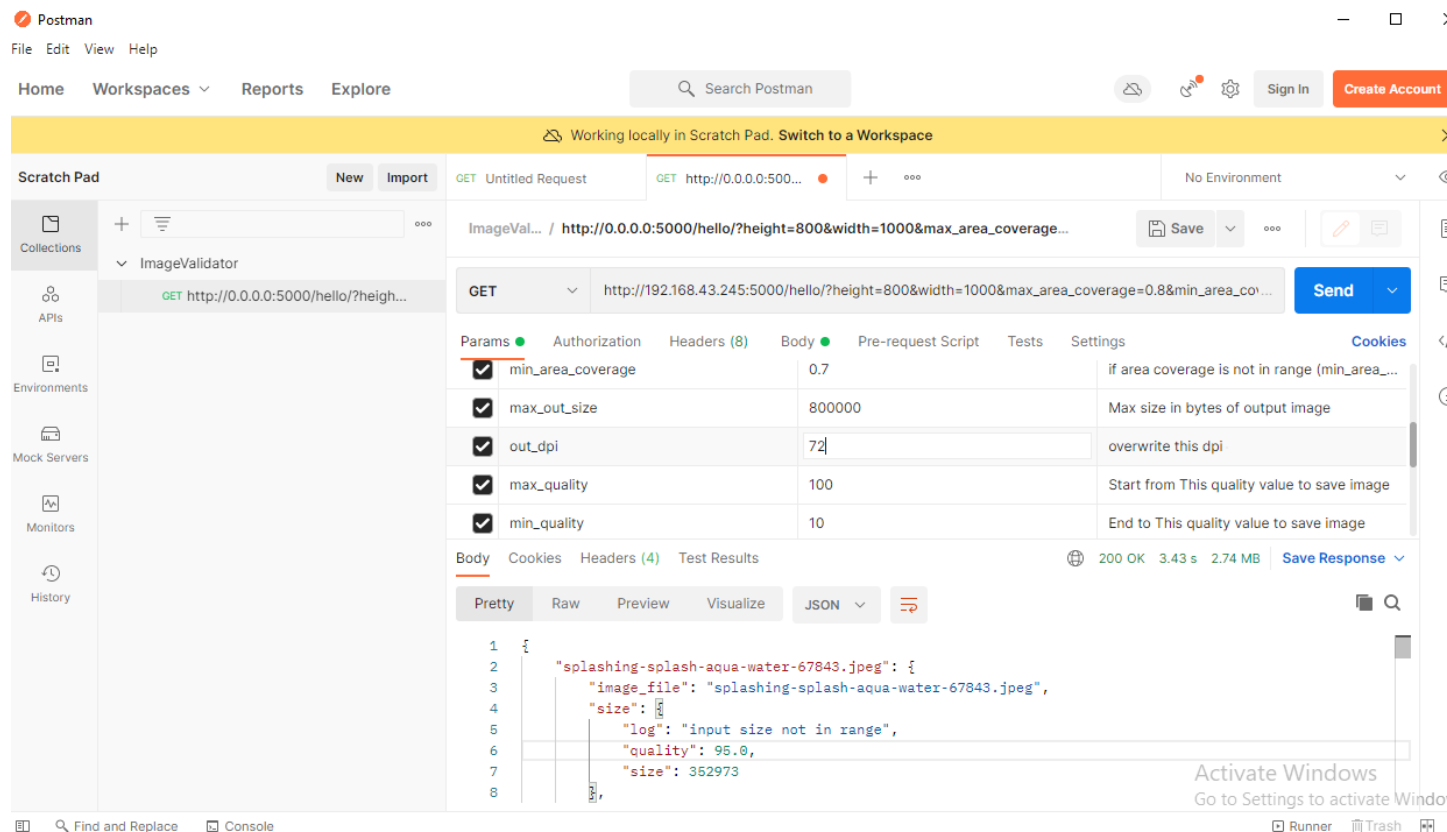 Postman
File Edit View Help
Home Workspaces Reports Explore Search Postman Sign In Create Account
Working locally in Scratch Pad. Switch to a Workspace
Scratch Pad New Import GET Untitled Request GET http://0.0.0.0:500... No Environment
Collections
APIs
Environments
Mock Servers
Monitors
History
ImageValidator
GET http://0.0.0.0:5000/hello/?heigh...
ImageVal... / http://0.0.0.0:5000/hello/?height=800&width=1000&max_area_coverage... Save
GET http://192.168.43.245:5000/hello/?height=800&width=1000&max_area_coverage=0.8&min_area_cov... Send
Params Authorization Headers (8) Body Pre-request Script Tests Settings Cookies
min_area_coverage 0.7 if area coverage is not in range (min_area_...
max_out_size 800000 Max size in bytes of output image
out_dpi 72 overwrite this dpi
max_quality 100 Start from This quality value to save image
min_quality 10 End to This quality value to save image
Body Cookies Headers (4) Test Results 200 OK 3.43 s 2.74 MB Save Response
Pretty Raw Preview Visualize JSON
1 {
2 "splashing-splash-aqua-water-67843.jpeg": {
3 "image_file": "splashing-splash-aqua-water-67843.jpeg",
4 "size": {
5 "log": "input size not in range",
6 "quality": 95.0,
7 "size": 352973
8 },
Activate Windows
Go to Settings to activate Windo
Find and Replace Console Runner Trash